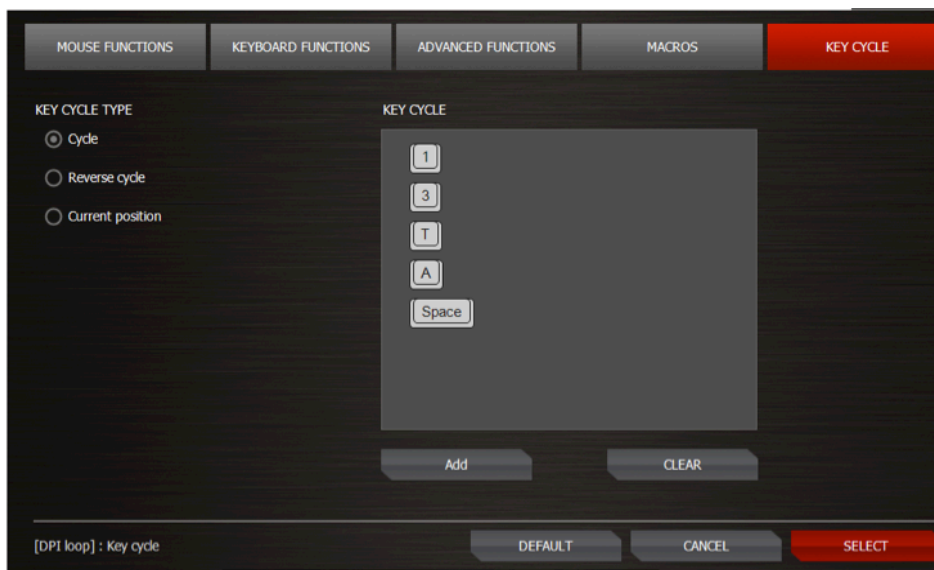 MOUSE FUNCTIONS KEYBOARD FUNCTIONS ADVANCED FUNCTIONS MACROS KEY CYCLE
KEY CYCLE TYPE
Cycle
Reverse cycle
Current position
KEY CYCLE
1
3
T
A
Space
Add CLEAR
[DPI loop] : Key cycle DEFAULT CANCEL SELECT